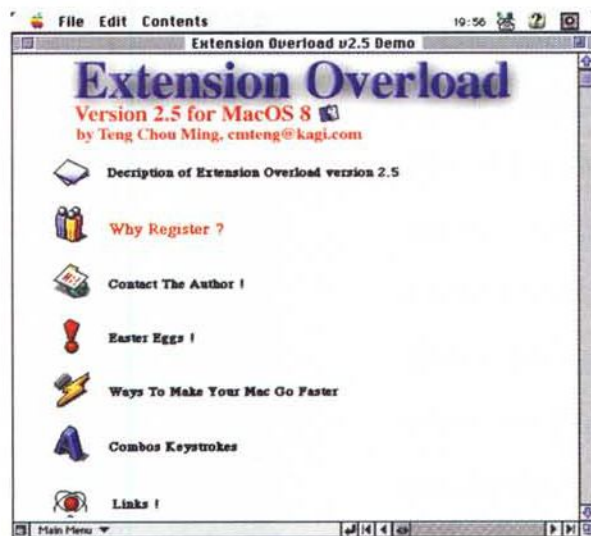 File Edit Contents 19:56
Extension Overload v2.5 Demo
Extension Overload
Version 2.5 for MacOS 8
by Teng Chou Ming, cmteng@kagi.com
Decription of Extension Overload version 2.5
Why Register ?
Contact The Author !
Easter Eggs !
Ways To Make Your Mac Go Faster
Combos Keystrokes
Links !
Main Menu